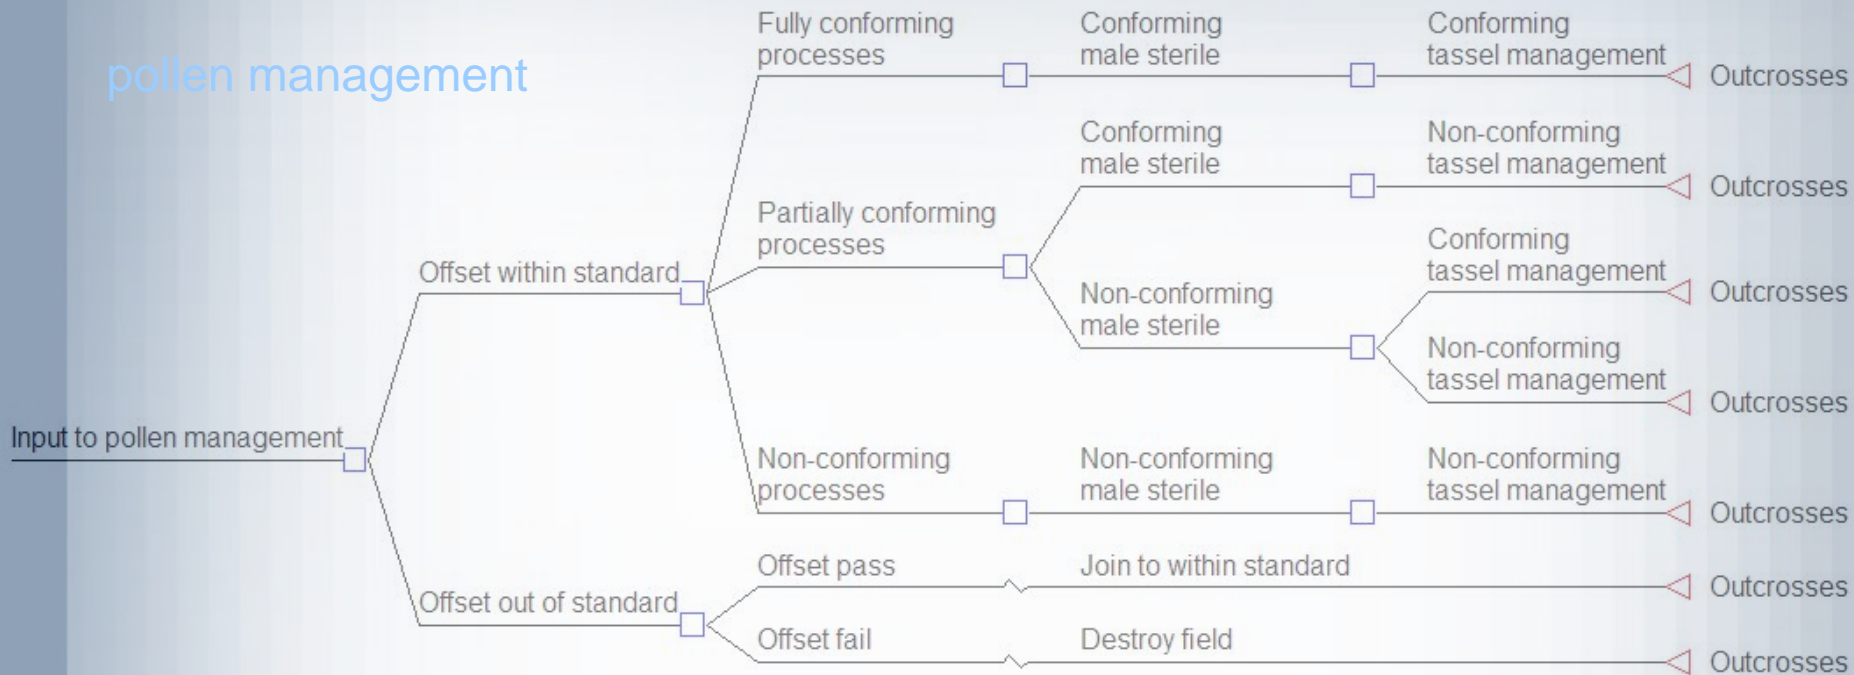 pollen management
Fully conforming
processes
Conforming
male sterile
Conforming
tassel management
Outcrosses
Conforming
male sterile
Non-conforming
tassel management
Outcrosses
Partially conforming
processes
Conforming
tassel management
Outcrosses
Offset within standard
Non-conforming
male sterile
Non-conforming
tassel management
Outcrosses
Input to pollen management
Non-conforming
processes
Non-conforming
male sterile
Non-conforming
tassel management
Outcrosses
Offset pass
Join to within standard
Outcrosses
Offset out of standard
Offset fail
Destroy field
Outcrosses